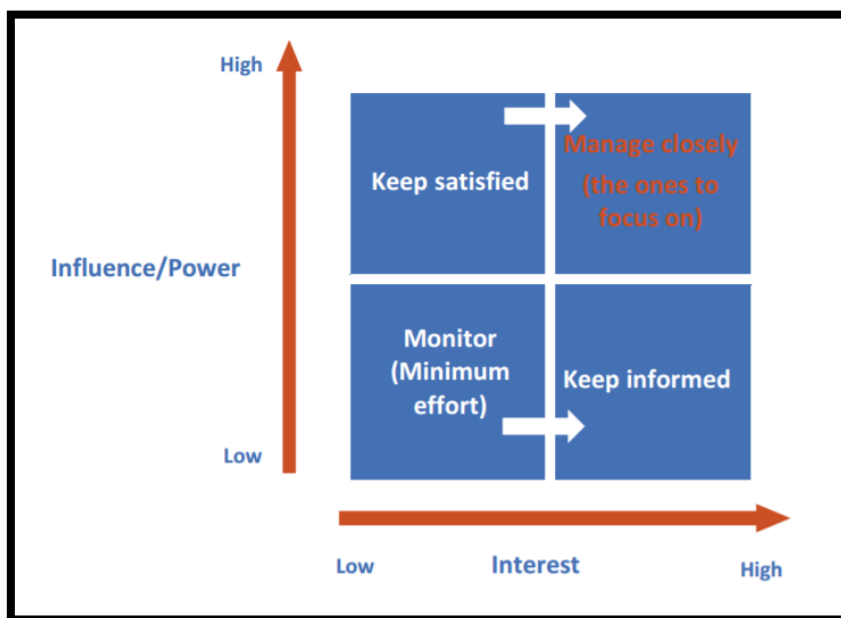 High
Keep satisfied
Manage closely
(the ones to
focus on)
Influence/Power
Monitor
(Minimum
effort)
Keep informed
Low
Low
Interest
High